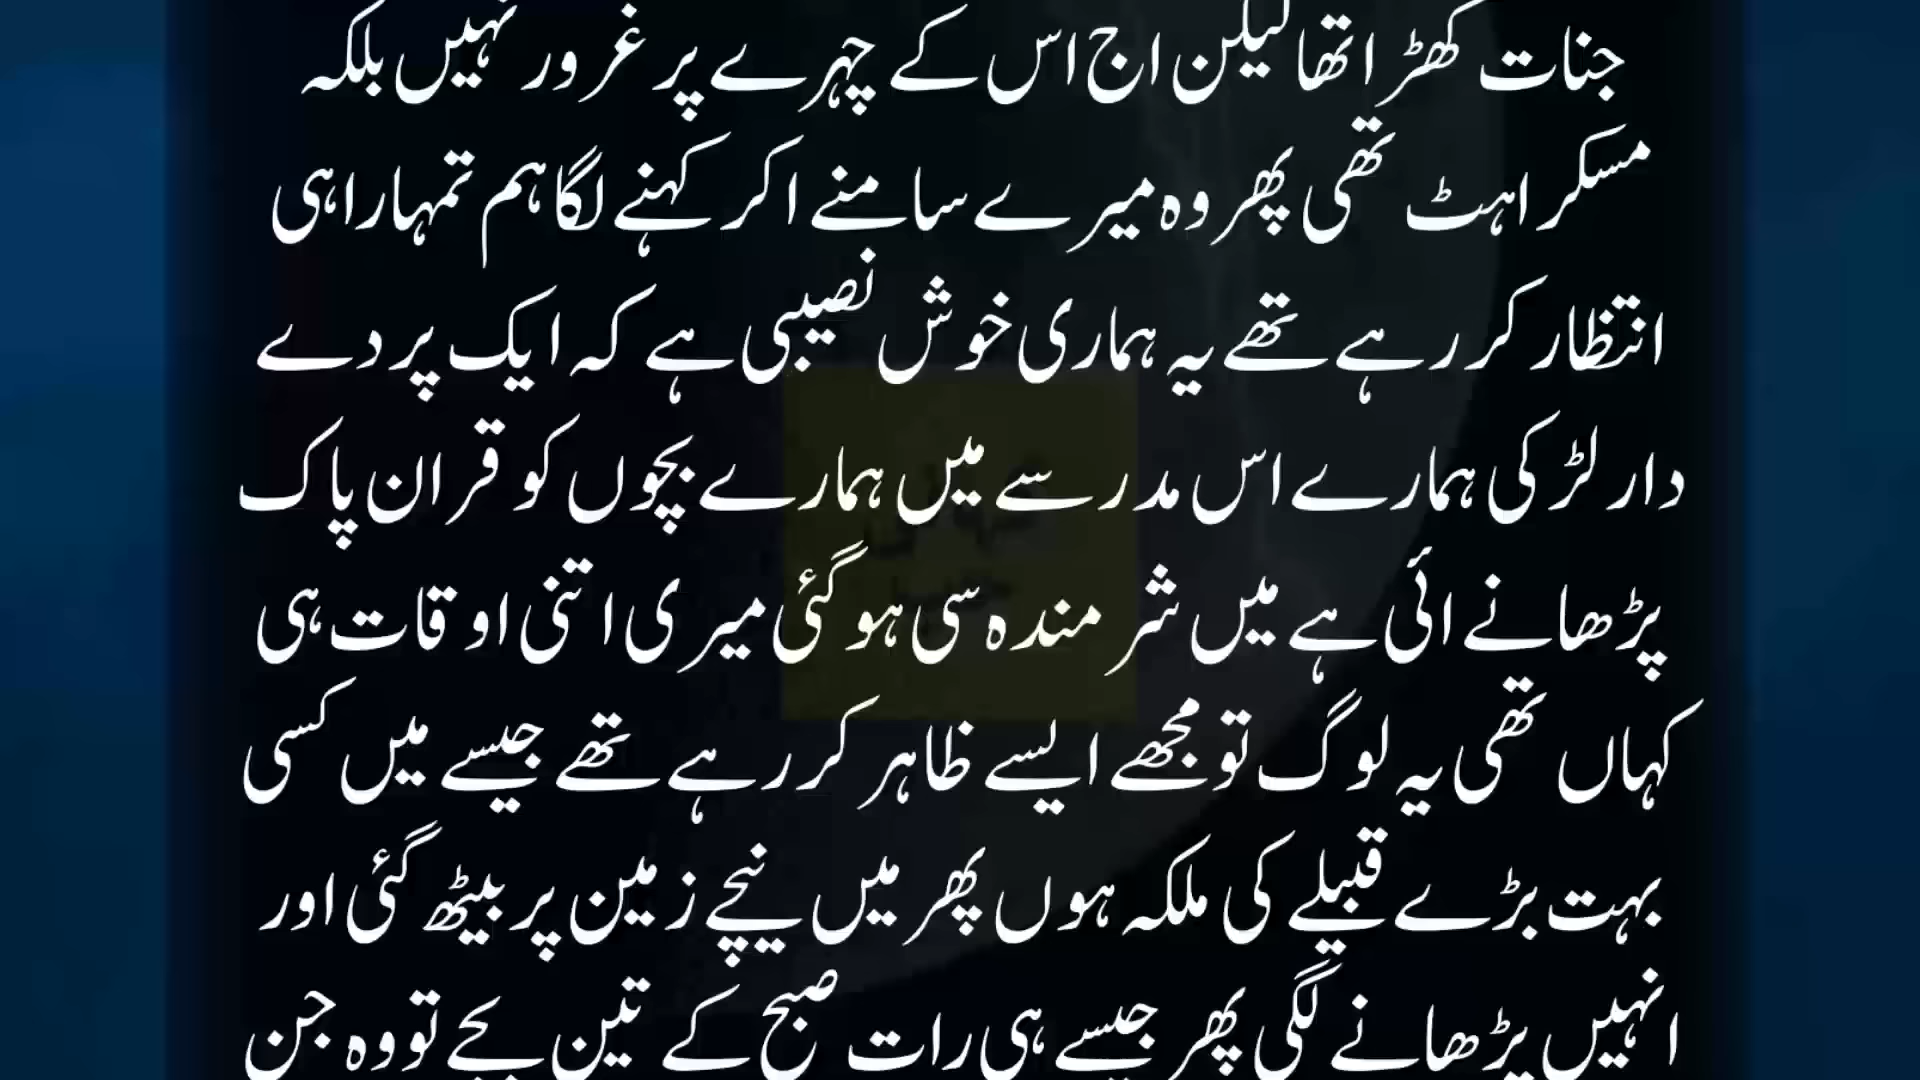 جنات کھڑا تھا لیکن اج اس کے چہرے پر غرور نہیں بلکہ
مسکراہٹ تھی پھر وہ میرے سامنے اکر کہنے لگا ہم تمہارا ہی
انتظار کر رہے تھے یہ ہماری خوش نصیبی ہے کہ ایک پردے
دار لڑکی ہمارے اس مدرسے میں ہمارے بچوں کو قران پاک
پڑھانے ائی ہے میں شرمندہ سی ہو گئی میری اتنی اوقات ہی
کہاں تھی یہ لوگ تو مجھے ایسے ظاہر کر رہے تھے جیسے میں کسی
بہت بڑے قبیلے کی ملکہ ہوں پھر میں نیچے زمین پر بیٹھ گئی اور
انہیں پڑھانے لگی پھر جیسے ہی رات صبح کے تین بجے تو وہ جن